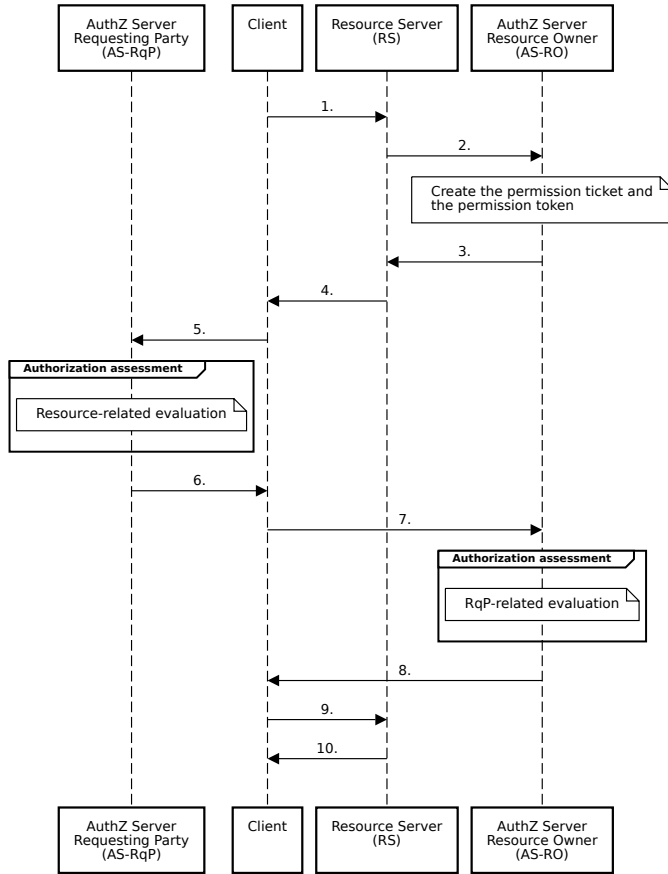 AuthZ Server
Requesting Party
(AS-RqP)
Client
Resource Server
(RS)
AuthZ Server
Resource Owner
(AS-RO)
1.
2.
Create the permission ticket and
the permission token
3.
4.
5.
Authorization assessment
Resource-related evaluation
6.
7.
Authorization assessment
RqP-related evaluation
8.
9.
10.
AuthZ Server
Requesting Party
(AS-RqP)
Client
Resource Server
(RS)
AuthZ Server
Resource Owner
(AS-RO)